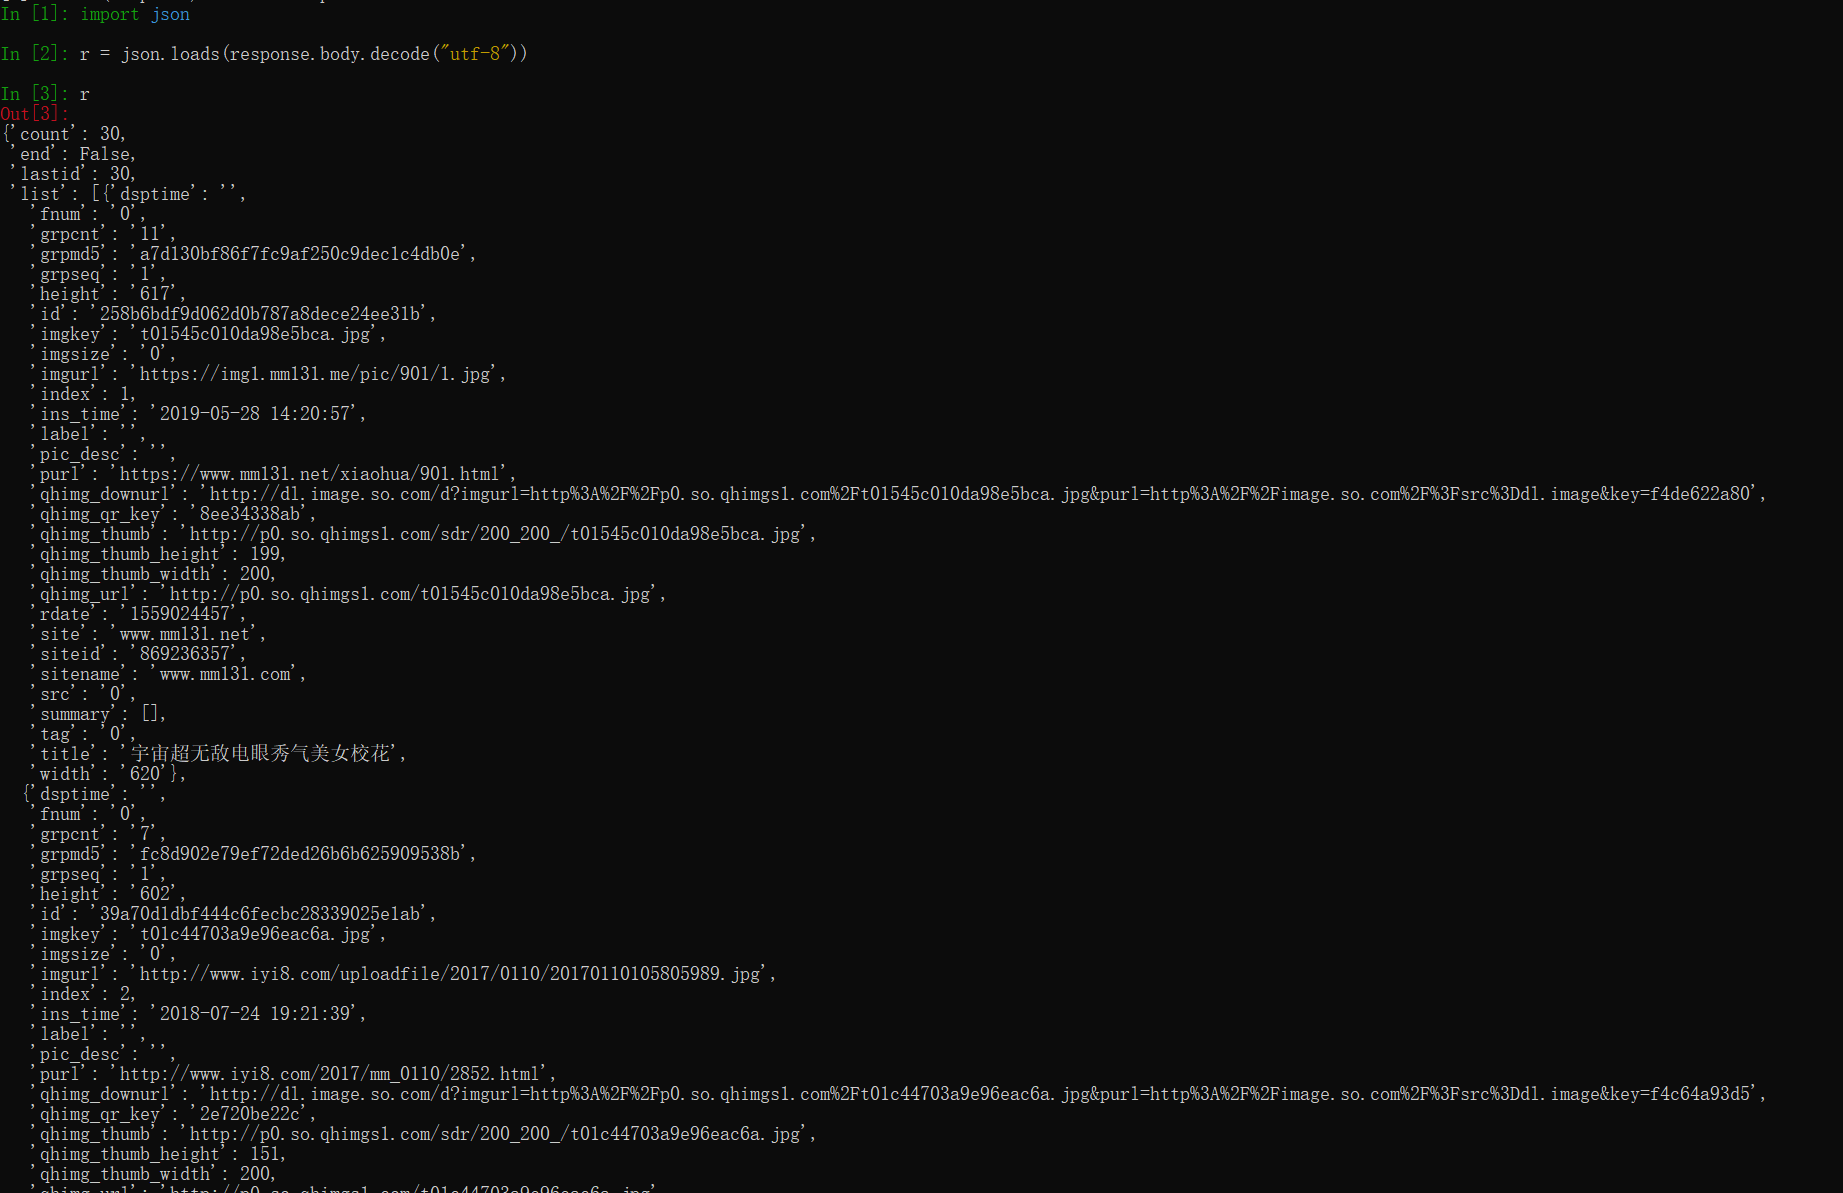 In [1]: import json
In [2]: r = json.loads(response.body.decode("utf-8"))
In [3]: r
Out[3]:
{'count': 30,
'end': False,
'lastid': 30,
'list': [{'dsptime': '',
'fnum': '0',
'grpcnt': '11',
'grpmd5': 'a7d130bf86f7fc9af250c9dec1c4db0e',
'grpseq': '1',
'height': '617',
'id': '258b6bdf9d062d0b787a8dece24ee31b',
'imgkey': 't01545c010da98e5bca.jpg',
'imgsize': '0',
'imgurl': 'https://img1.mm131.me/pic/901/1.jpg',
'index': 1,
'ins_time': '2019-05-28 14:20:57',
'label': '',
'pic_desc': '',
'purl': 'https://www.mm131.net/xiaohua/901.html',
'qhimg_downurl': 'http://dl.image.so.com/d?imgurl=http%3A%2F%2Fp0.so.qhimgs1.com%2Ft01545c010da98e5bca.jpg&purl=http%3A%2F%2Fimage.so.com%2F%3Fsrc%3Ddl.image&key=f4de622a80',
'qhimg_qr_key': '8ee34338ab',
'qhimg_thumb': 'http://p0.so.qhimgs1.com/sdr/200_200_/t01545c010da98e5bca.jpg',
'qhimg_thumb_height': 199,
'qhimg_thumb_width': 200,
'qhimg_url': 'http://p0.so.qhimgs1.com/t01545c010da98e5bca.jpg',
'rdate': '1559024457',
'site': 'www.mm131.net',
'siteid': '869236357',
'sitename': 'www.mm131.com',
'src': '0',
'summary': [],
'tag': '0',
'title': '宇宙超无敌电眼秀气美女校花',
'width': '620'},
{'dsptime': '',
'fnum': '0',
'grpcnt': '7',
'grpmd5': 'fc8d902e79ef72ded26b6b625909538b',
'grpseq': '1',
'height': '602',
'id': '39a70d1dbf444c6fecbc28339025e1ab',
'imgkey': 't01c44703a9e96eac6a.jpg',
'imgsize': '0',
'imgurl': 'http://www.iyi8.com/uploadfile/2017/0110/20170110105805989.jpg',
'index': 2,
'ins_time': '2018-07-24 19:21:39',
'label': '',
'pic_desc': '',
'purl': 'http://www.iyi8.com/2017/mm_0110/2852.html',
'qhimg_downurl': 'http://dl.image.so.com/d?imgurl=http%3A%2F%2Fp0.so.qhimgs1.com%2Ft01c44703a9e96eac6a.jpg&purl=http%3A%2F%2Fimage.so.com%2F%3Fsrc%3Ddl.image&key=f4c64a93d5',
'qhimg_qr_key': '2e720be22c',
'qhimg_thumb': 'http://p0.so.qhimgs1.com/sdr/200_200_/t01c44703a9e96eac6a.jpg',
'qhimg_thumb_height': 151,
'qhimg_thumb_width': 200,
'qhimg_url': 'http://p0.so.qhimgs1.com/t01c44703a9e96eac6a.jpg'